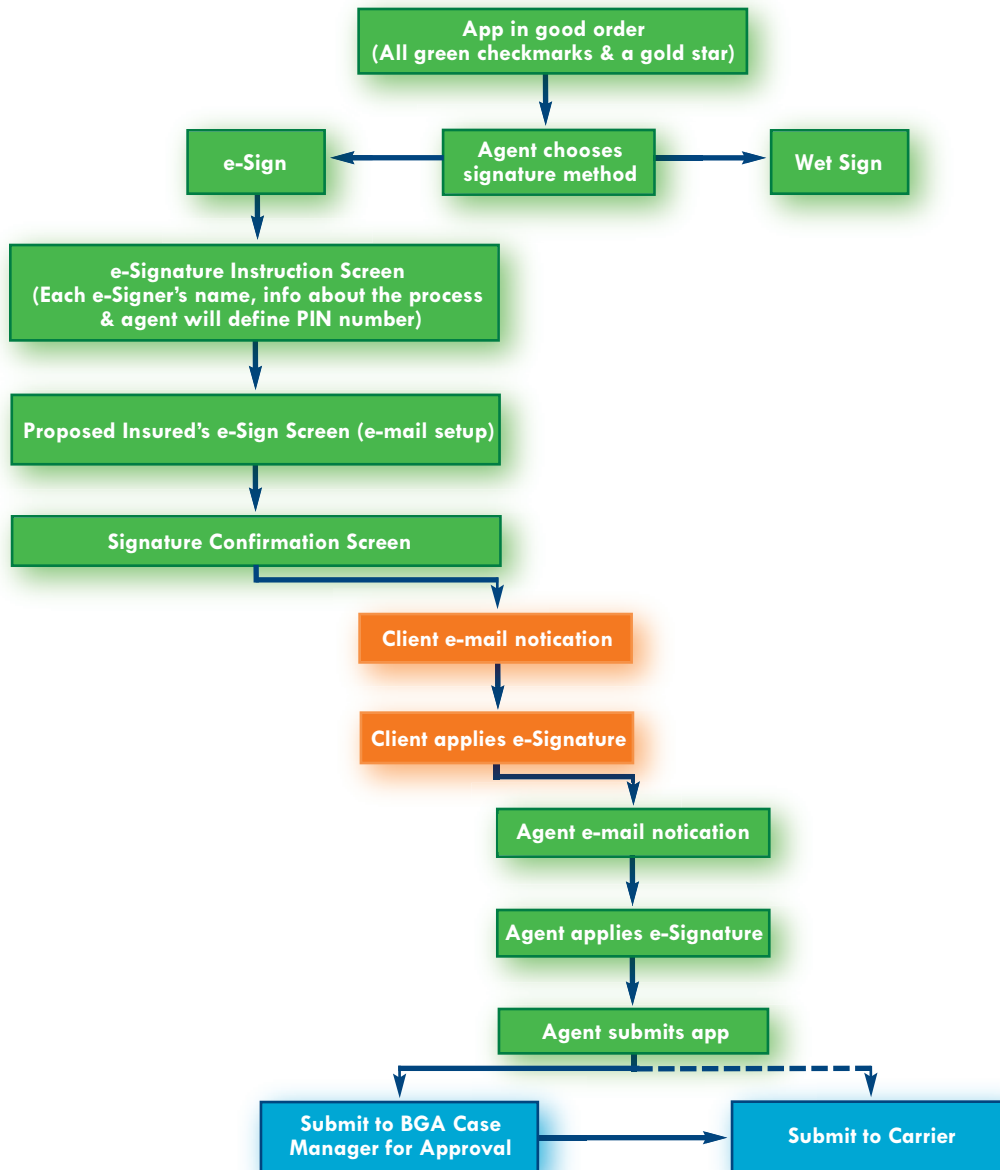 App in good order
(All green checkmarks & a gold star)
e-Sign
Agent chooses
signature method
Wet Sign
e-Signature Instruction Screen
(Each e-Signer's name, info about the process
& agent will define PIN number)
Proposed Insured's e-Sign Screen (e-mail setup)
Signature Confirmation Screen
Client e-mail notication
Client applies e-Signature
Agent e-mail notication
Agent applies e-Signature
Agent submits app
Submit to BGA Case
Manager for Approval
Submit to Carrier